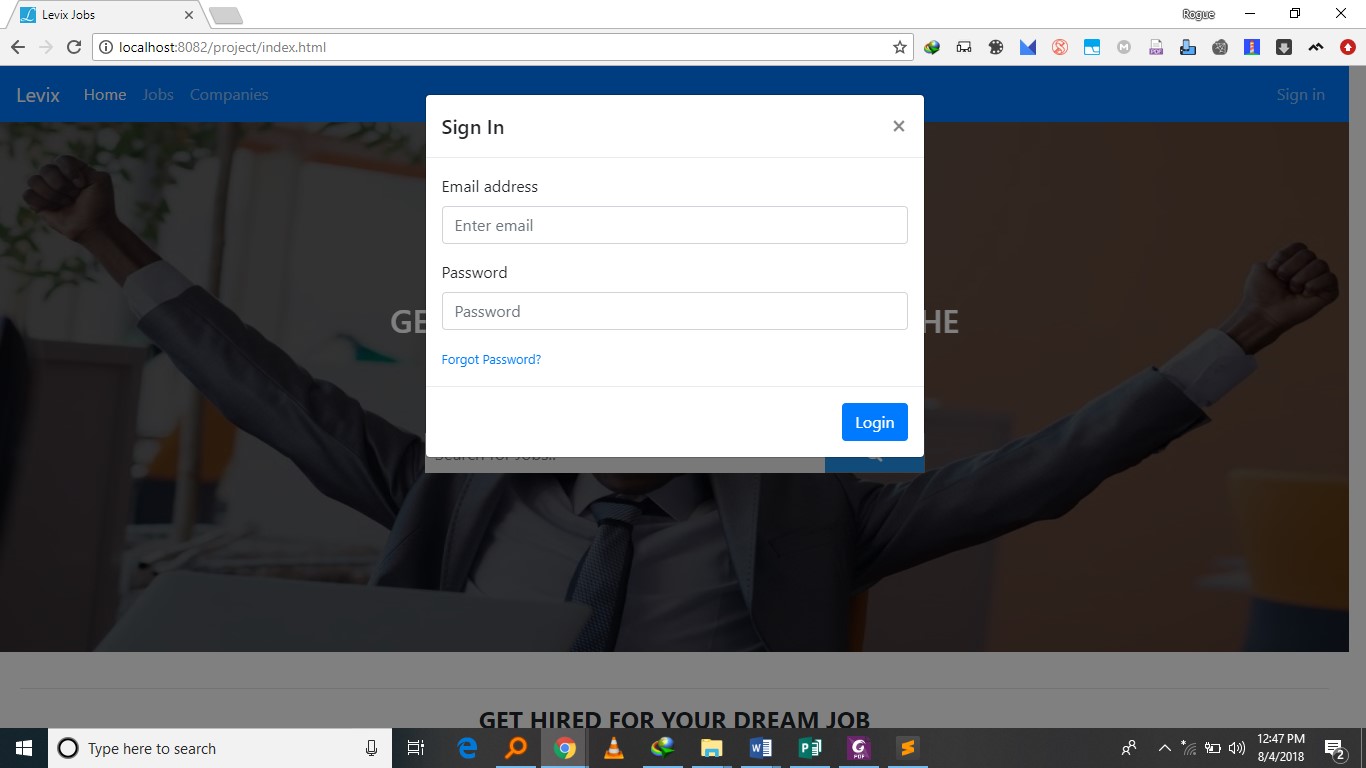 Levix Jobs
Rogue
localhost:8082/project/index.html
Levix Home Jobs Companies Sign in
Sign In
×
Email address
Enter email
Password
Password
GE
HE
Forgot Password?
Login
Search for Jobs..
GET HIRED FOR YOUR DREAM JOB
Type here to search
12:47 PM
8/4/2018
2